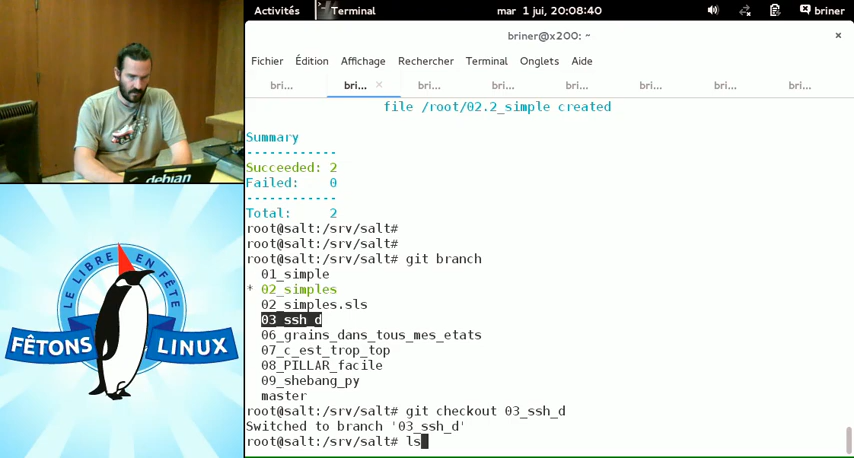 Activités
Terminal
mar 1 jui, 20:08:40
briner
briner@x200: ~
×
Fichier Édition Affichage Rechercher Terminal Onglets Aide
bri... bri... × bri... bri... bri... bri... bri... bri...
file /root/02.2_simple created
Summary
------------
Succeeded: 2
Failed: 0
------------
Total: 2
root@salt:/srv/salt#
root@salt:/srv/salt#
root@salt:/srv/salt# git branch
01_simple
* 02_simples
02_simples.sls
03_ssh_d
06_grains_dans_tous_mes_etats
07_c_est_trop_top
08_PILLAR_facile
09_shebang_py
master
root@salt:/srv/salt# git checkout 03_ssh_d
Switched to branch '03_ssh_d'
root@salt:/srv/salt# ls
debian
LE LIBRE EN FÊTE
FÊTONS LINUX